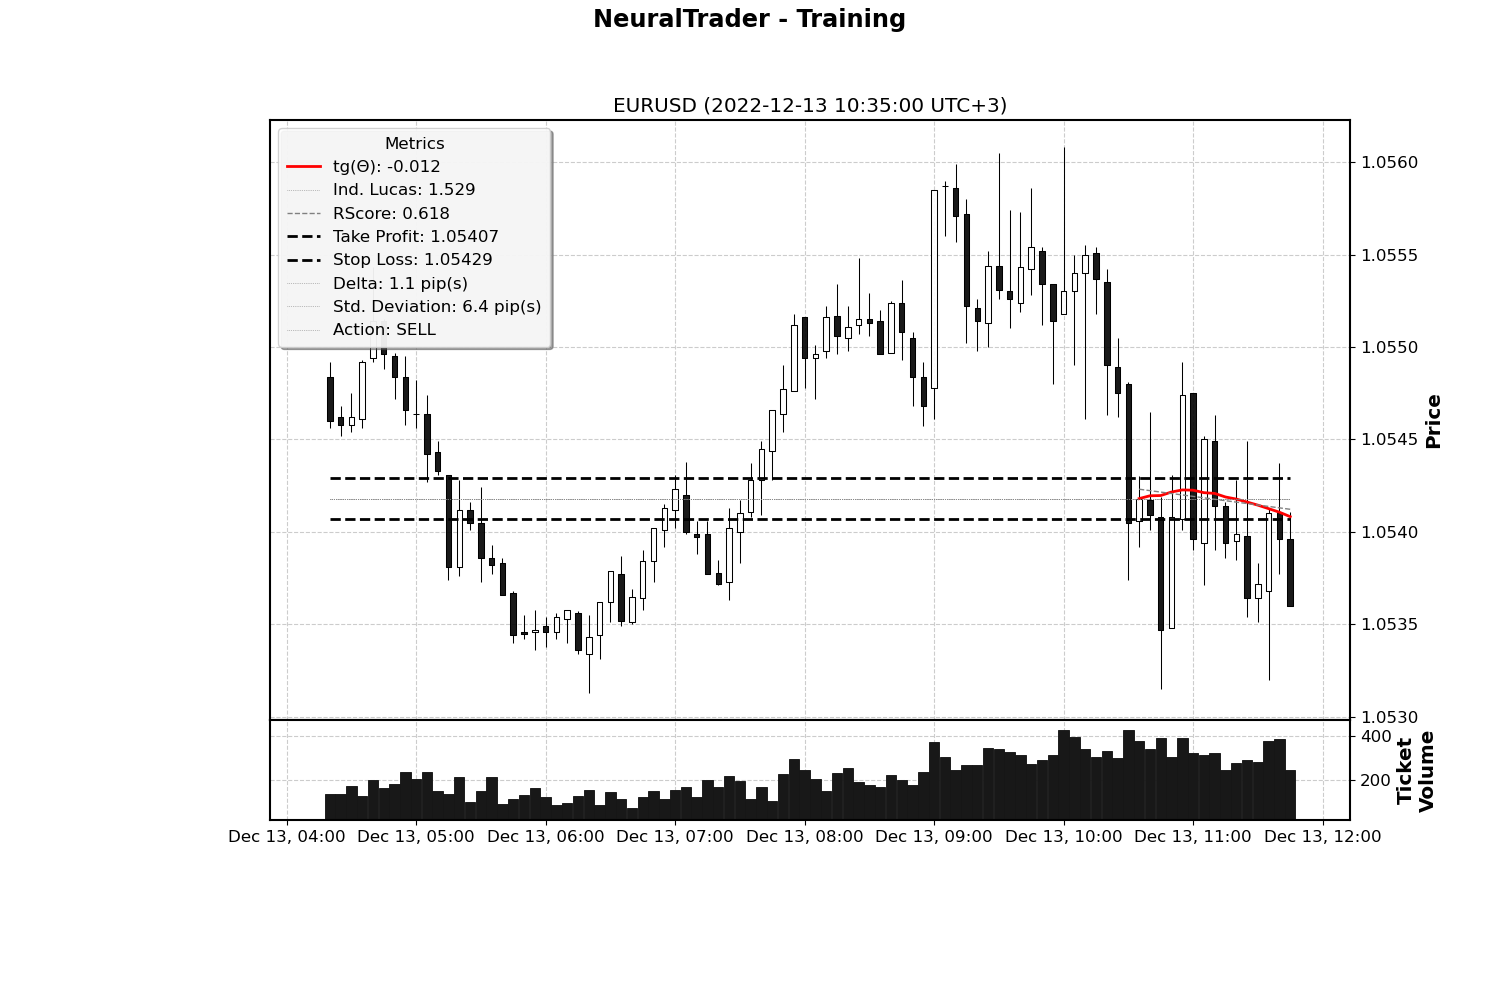 NeuralTrader - Training
EURUSD (2022-12-13 10:35:00 UTC+3)
Metrics
tg(Θ): -0.012
Ind. Lucas: 1.529
RScore: 0.618
Take Profit: 1.05407
Stop Loss: 1.05429
Delta: 1.1 pip(s)
Std. Deviation: 6.4 pip(s)
Action: SELL
1.0560
1.0555
1.0550
1.0545
1.0540
1.0535
1.0530
Price
400
200
Ticket
Volume
Dec 13, 04:00 Dec 13, 05:00 Dec 13, 06:00 Dec 13, 07:00 Dec 13, 08:00 Dec 13, 09:00 Dec 13, 10:00 Dec 13, 11:00 Dec 13, 12:00